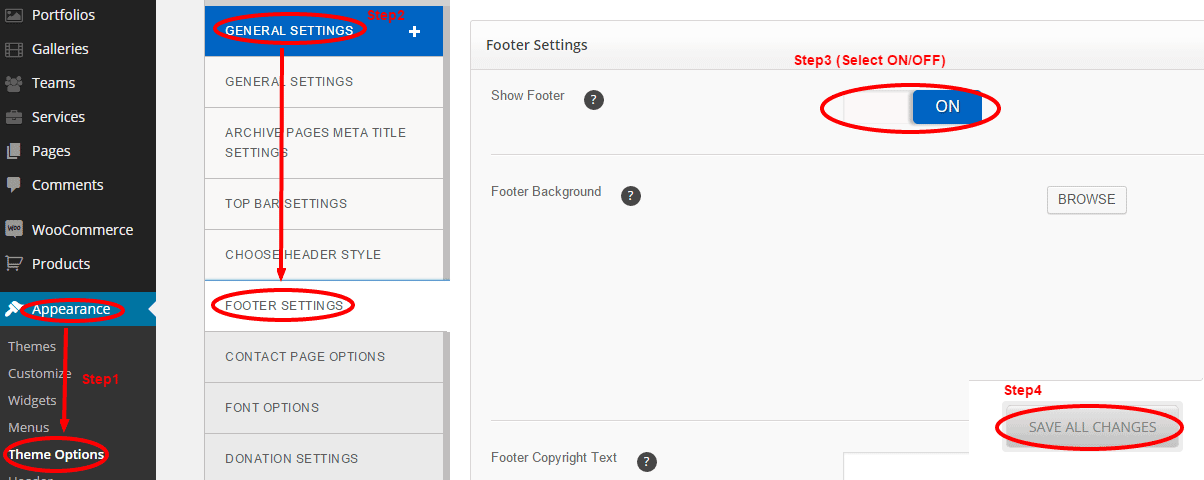 Portfolios
Galleries
Teams
Services
Pages
Comments
WOO
WooCommerce
Products
Appearance
Step1
Themes
Customize
Widgets
Menus
Theme Options
Step2
GENERAL SETTINGS +
GENERAL SETTINGS
ARCHIVE PAGES META TITLE
SETTINGS
TOP BAR SETTINGS
CHOOSE HEADER STYLE
FOOTER SETTINGS
CONTACT PAGE OPTIONS
FONT OPTIONS
DONATION SETTINGS
Footer Settings
Step3 (Select ON/OFF)
Show Footer ? ON
Footer Background ? BROWSE
Step4
SAVE ALL CHANGES
Footer Copyright Text ?